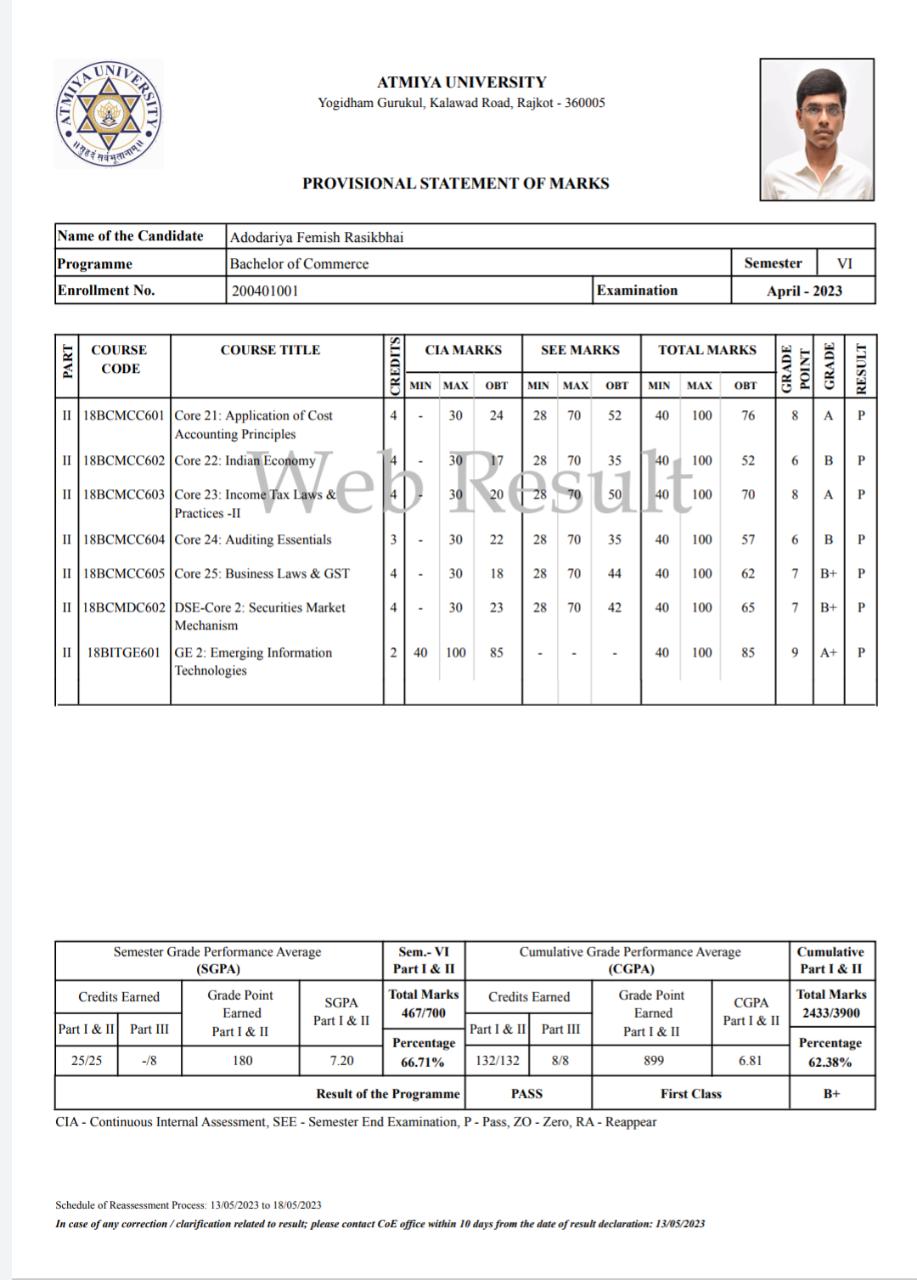 ATMIYA UNIVERSITY
॥ सुहृदं सर्वभूतानाम् ॥
ATMIYA UNIVERSITY
Yogidham Gurukul, Kalawad Road, Rajkot - 360005
PROVISIONAL STATEMENT OF MARKS
Name of the Candidate Adodariya Femish Rasikbhai
Programme Bachelor of Commerce Semester VI
Enrollment No. 200401001 Examination April - 2023
PART COURSE CODE COURSE TITLE CREDITS CIA MARKS SEE MARKS TOTAL MARKS GRADE POINT GRADE RESULT
MIN MAX OBT MIN MAX OBT MIN MAX OBT
II 18BCMCC601 Core 21: Application of Cost 4 - 30 24 28 70 52 40 100 76 8 A P
Accounting Principles
II 18BCMCC602 Core 22: Indian Economy 4 - 30 17 28 70 35 40 100 52 6 B P
Web Result
II 18BCMCC603 Core 23: Income Tax Laws & 4 - 30 20 28 70 50 40 100 70 8 A P
Practices -II
II 18BCMCC604 Core 24: Auditing Essentials 3 - 30 22 28 70 35 40 100 57 6 B P
II 18BCMCC605 Core 25: Business Laws & GST 4 - 30 18 28 70 44 40 100 62 7 B+ P
II 18BCMDC602 DSE-Core 2: Securities Market 4 - 30 23 28 70 42 40 100 65 7 B+ P
Mechanism
II 18BITGE601 GE 2: Emerging Information 2 40 100 85 - - - 40 100 85 9 A+ P
Technologies
Semester Grade Performance Average Sem.- VI Cumulative Grade Performance Average Cumulative
(SGPA) Part I & II (CGPA) Part I & II
Credits Earned Grade Point Earned Part I & II SGPA Part I & II Total Marks 467/700 Credits Earned Grade Point Earned Part I & II CGPA Part I & II Total Marks 2433/3900
Part I & II Part III Percentage Part I & II Part III Percentage
25/25 -/8 180 7.20 66.71% 132/132 8/8 899 6.81 62.38%
Result of the Programme PASS First Class B+
CIA - Continuous Internal Assessment, SEE - Semester End Examination, P - Pass, ZO - Zero, RA - Reappear
Schedule of Reassessment Process: 13/05/2023 to 18/05/2023
In case of any correction / clarification related to result; please contact CoE office within 10 days from the date of result declaration: 13/05/2023